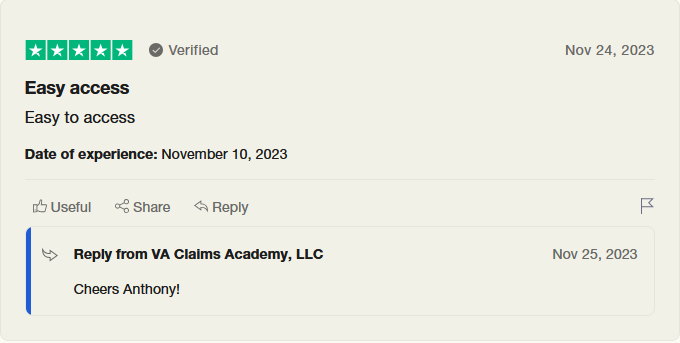 Verified
Nov 24, 2023
Easy access
Easy to access
Date of experience: November 10, 2023
Useful
Share
Reply
Reply from VA Claims Academy, LLC
Nov 25, 2023
Cheers Anthony!